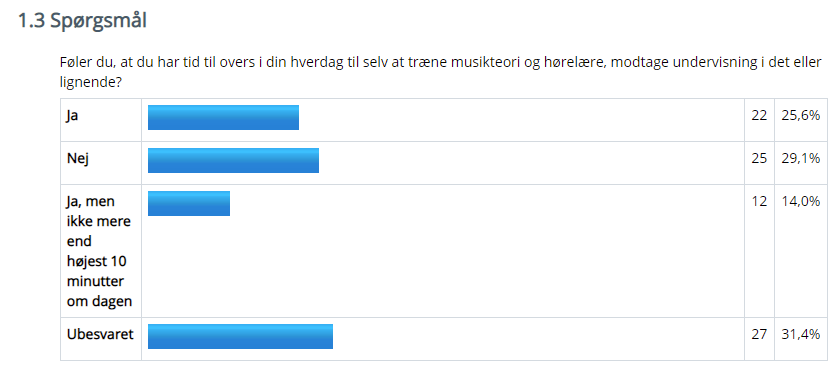 1.3 Spørgsmål
Føler du, at du har tid til overs i din hverdag til selv at træne musikteori og hørelære, modtage undervisning i det eller
lignende?
Ja 22 25,6%
Nej 25 29,1%
Ja, men 12 14,0%
ikke mere
end
højest 10
minutter
om dagen
Ubesvaret 27 31,4%